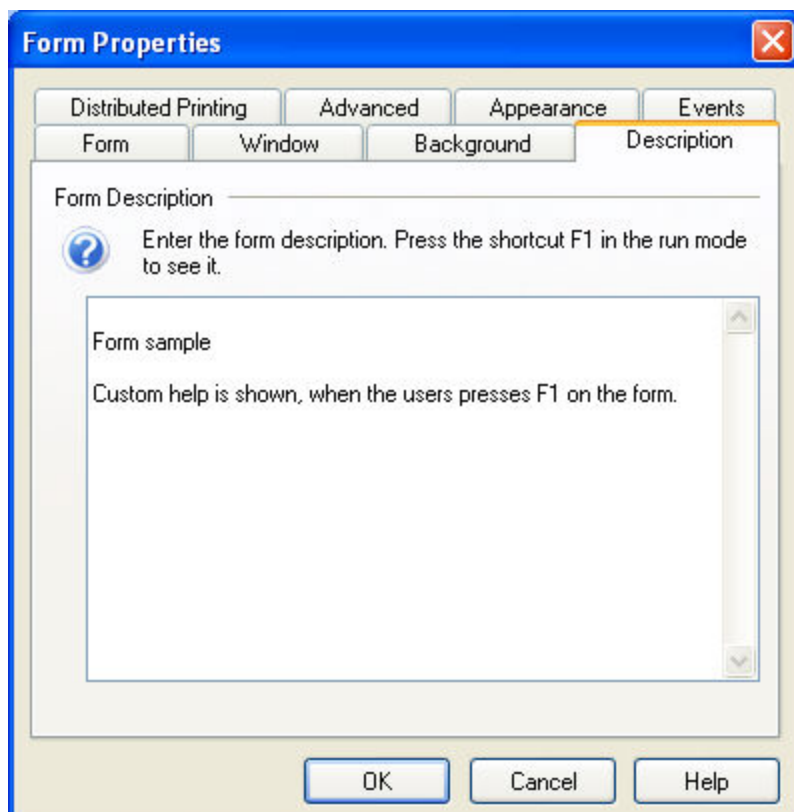 Form Properties
Distributed Printing Advanced Appearance Events
Form Window Background Description
Form Description
Enter the form description. Press the shortcut F1 in the run mode
to see it.
Form sample
Custom help is shown, when the users presses F1 on the form.
OK Cancel Help